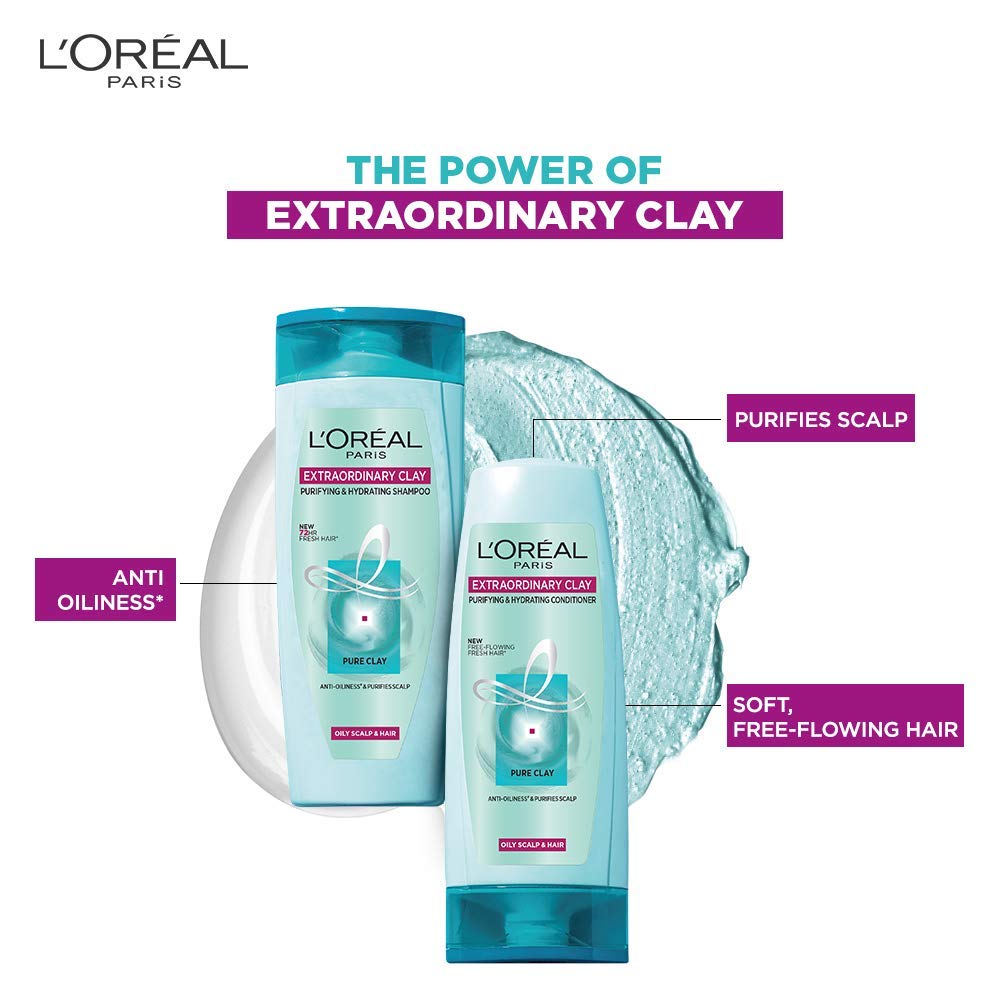 L'ORÉAL
PARiS
THE POWER OF
EXTRAORDINARY CLAY
PURIFIES SCALP
ANTI
OILINESS*
SOFT,
FREE-FLOWING HAIR
L'ORÉAL
PARiS
EXTRAORDINARY CLAY
PURIFYING & HYDRATING SHAMPOO
NEW
72HR
FRESH HAIR*
PURE CLAY
ANTI-OILINESS* & PURIFIES SCALP
OILY SCALP & HAIR
L'ORÉAL
PARiS
EXTRAORDINARY CLAY
PURIFYING & HYDRATING CONDITIONER
NEW
FREE-FLOWING
FRESH HAIR*
PURE CLAY
ANTI-OILINESS* & PURIFIES SCALP
OILY SCALP & HAIR